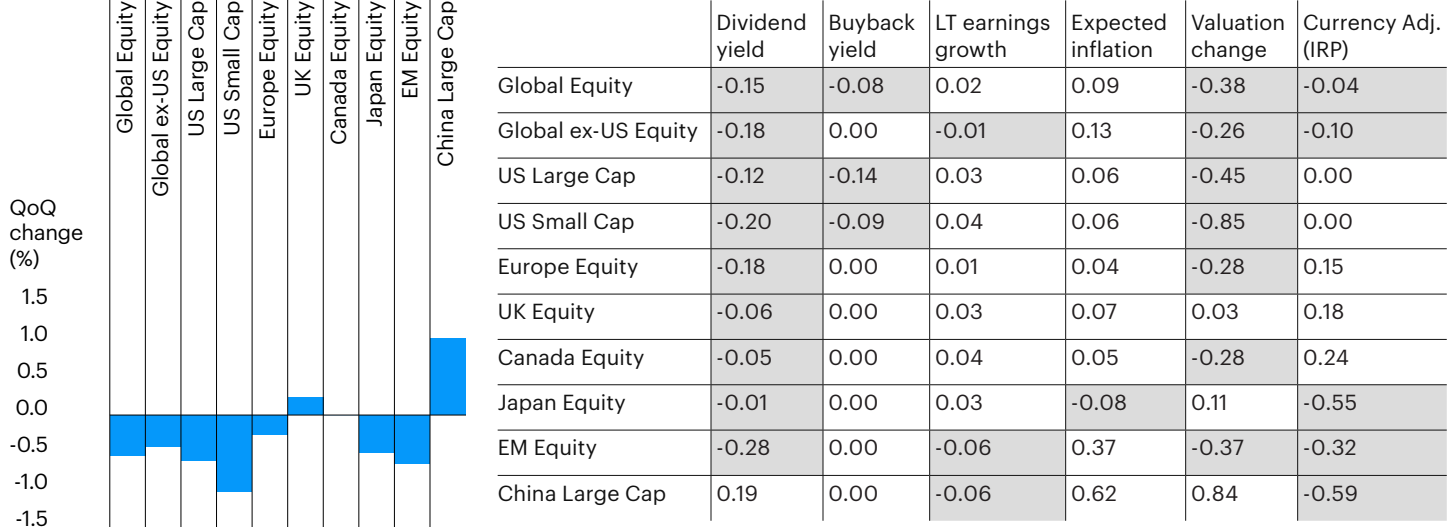 Global Equity
Global ex-US Equity
US Large Cap
US Small Cap
Europe Equity
UK Equity
Canada Equity
Japan Equity
EM Equity
China Large Cap
QoQ
change
(%)
1.5
1.0
0.5
0.0
-0.5
-1.0
-1.5
Dividend yield Buyback yield LT earnings growth Expected inflation Valuation change Currency Adj. (IRP)
Global Equity -0.15 -0.08 0.02 0.09 -0.38 -0.04
Global ex-US Equity -0.18 0.00 -0.01 0.13 -0.26 -0.10
US Large Cap -0.12 -0.14 0.03 0.06 -0.45 0.00
US Small Cap -0.20 -0.09 0.04 0.06 -0.85 0.00
Europe Equity -0.18 0.00 0.01 0.04 -0.28 0.15
UK Equity -0.06 0.00 0.03 0.07 0.03 0.18
Canada Equity -0.05 0.00 0.04 0.05 -0.28 0.24
Japan Equity -0.01 0.00 0.03 -0.08 0.11 -0.55
EM Equity -0.28 0.00 -0.06 0.37 -0.37 -0.32
China Large Cap 0.19 0.00 -0.06 0.62 0.84 -0.59